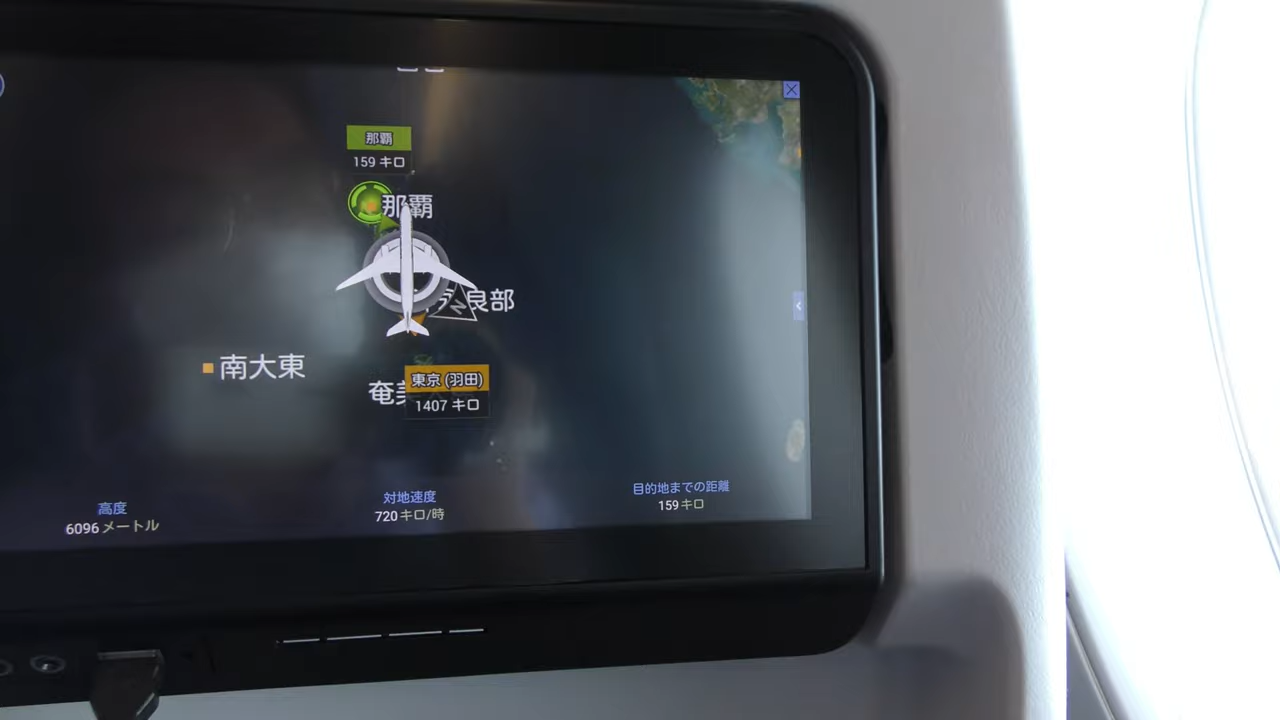 那覇
159 キロ
那覇
良部
N
南大東
奄美
東京 (羽田)
1407 キロ
高度
6096 メートル
対地速度
720 キロ/時
目的地までの距離
159 キロ